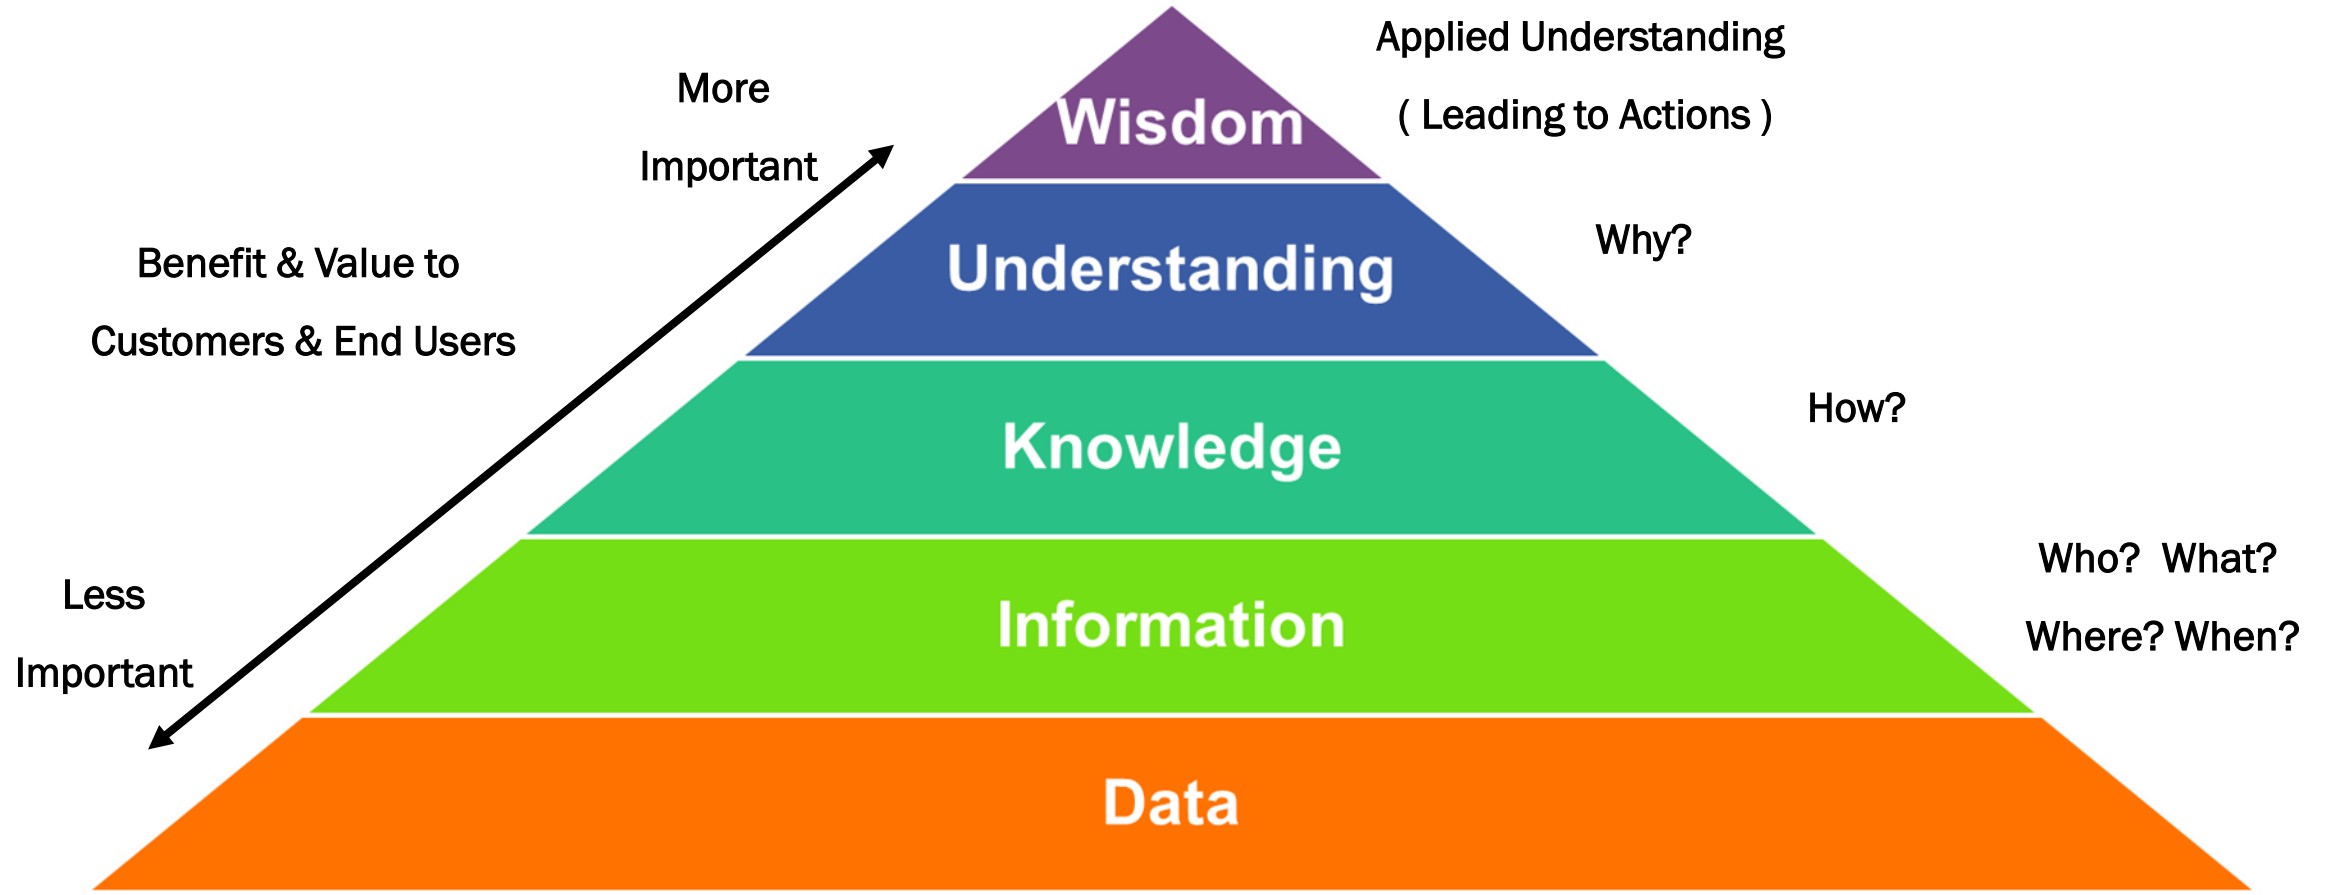 Applied Understanding
( Leading to Actions )
More
Important
Wisdom
Why?
Benefit & Value to
Customers & End Users
Understanding
How?
Knowledge
Who? What?
Where? When?
Less
Important
Information
Data